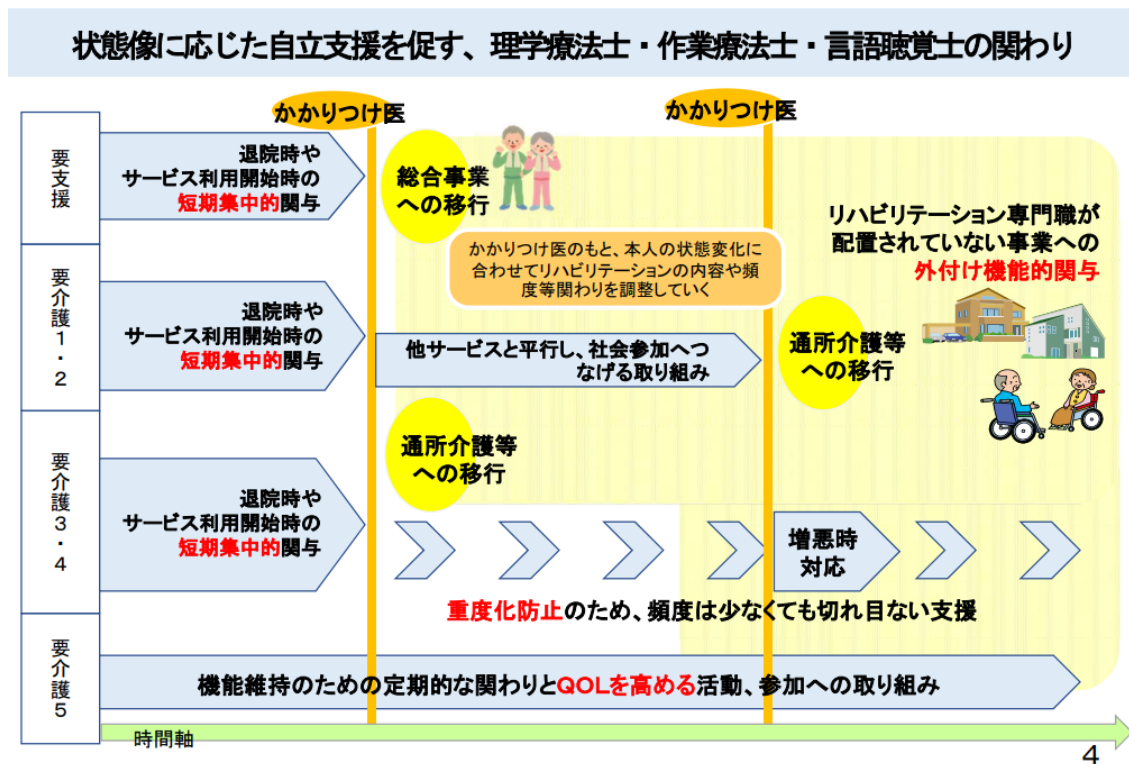 状態像に応じた自立支援を促す、理学療法士・作業療法士・言語聴覚士の関わり
かかりつけ医
かかりつけ医
要支援
退院時や
サービス利用開始時の
短期集中的関与
総合事業
への移行
リハビリテーション専門職が
配置されていない事業への
外付け機能的関与
かかりつけ医のもと、本人の状態変化に
合わせてリハビリテーションの内容や頻
度等関わりを調整していく
要介護1・2
退院時や
サービス利用開始時の
短期集中的関与
他サービスと平行し、社会参加へつ
なげる取り組み
通所介護等
への移行
通所介護等
への移行
要介護3・4
退院時や
サービス利用開始時の
短期集中的関与
増悪時
対応
重度化防止のため、頻度は少なくても切れ目ない支援
要介護5
機能維持のための定期的な関わりとQOLを高める活動、参加への取り組み
時間軸
4